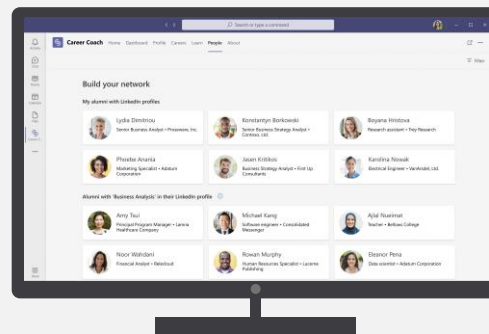 Search or type a command
Career Coach Home Dashboard Profile Careers Learn People About
Filter
Build your network
My alumni with LinkedIn profiles
Lydia Dimitriou
Senior Business Analyst • Proseware, Inc.
Konstantyn Borkowski
Senior Business Strategy Analyst •
Contoso, Ltd.
Boyana Hristova
Research assistant • Trey Research
Phoebe Anania
Marketing Specialist • Adatum
Corporation
Jason Kritikos
Business Strategy Analyst • First Up
Consultants
Karolina Nowak
Electrical Engineer • VanArsdel, Ltd.
Alumni with 'Business Analysis' in their LinkedIn profile
Amy Tsui
Principal Program Manager • Lamna
Healthcare Company
Michael Kang
Software engineer • Consolidated
Messenger
Ajlal Nueimat
Teacher • Bellows College
Noor Wahdani
Financial Analyst • Relecloud
Rowan Murphy
Human Resources Specialist • Lucerne
Publishing
Eleanor Pena
Data scientist • Adatum Corporation